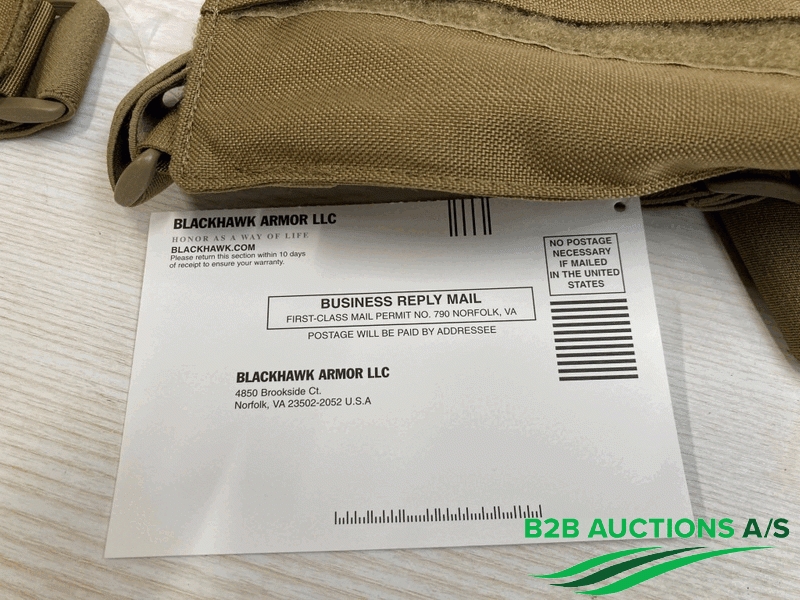 BLACKHAWK ARMOR LLC
HONOR AS A WAY OF LIFE
BLACKHAWK.COM
Please return this section within 10 days
of receipt to ensure your warranty.
NO POSTAGE
NECESSARY
IF MAILED
IN THE UNITED
STATES
BUSINESS REPLY MAIL
FIRST-CLASS MAIL PERMIT NO. 790 NORFOLK, VA
POSTAGE WILL BE PAID BY ADDRESSEE
BLACKHAWK ARMOR LLC
4850 Brookside Ct.
Norfolk, VA 23502-2052 U.S.A
B2B AUCTIONS A/S